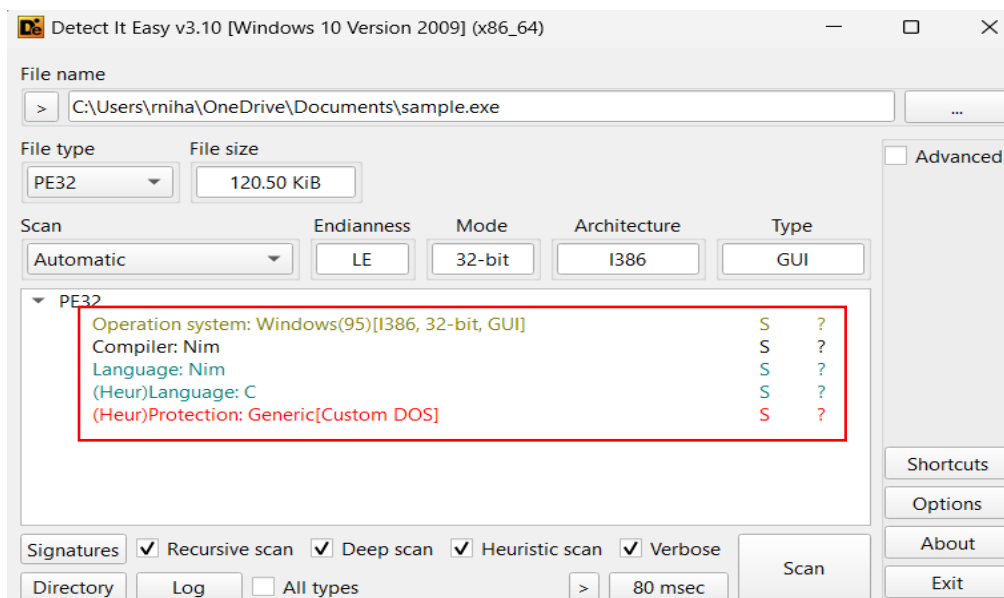 Detect It Easy v3.10 [Windows 10 Version 2009] (x86_64)
File name
> C:\Users\rniha\OneDrive\Documents\sample.exe ...
File type File size
Advanced
PE32 120.50 KiB
Scan Endianness Mode Architecture Type
Automatic LE 32-bit I386 GUI
PE32
Operation system: Windows(95)[I386, 32-bit, GUI] S ?
Compiler: Nim S ?
Language: Nim S ?
(Heur)Language: C S ?
(Heur)Protection: Generic[Custom DOS] S ?
Shortcuts
Options
Signatures Recursive scan Deep scan Heuristic scan Verbose About
Scan
Directory Log All types > 80 msec Exit